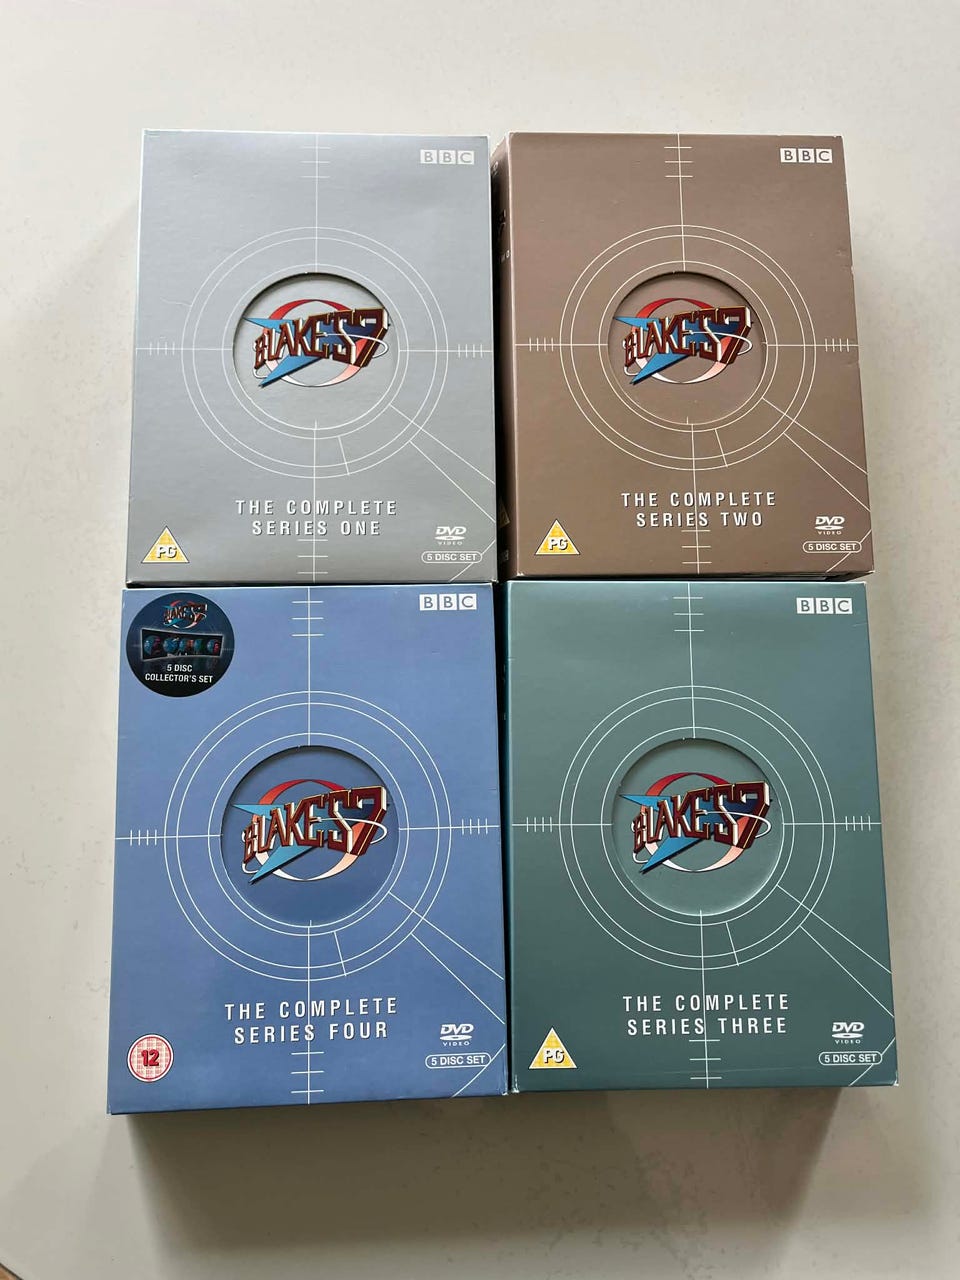 BBC
BLAKE'S 7
THE COMPLETE
SERIES ONE
PG
DVD
VIDEO
5 DISC SET
BBC
BLAKE'S 7
THE COMPLETE
SERIES TWO
PG
DVD
VIDEO
5 DISC SET
BLAKE'S 7
5 DISC
COLLECTOR'S SET
BBC
BLAKE'S 7
THE COMPLETE
SERIES FOUR
12
DVD
VIDEO
5 DISC SET
BBC
BLAKE'S 7
THE COMPLETE
SERIES THREE
PG
DVD
VIDEO
5 DISC SET